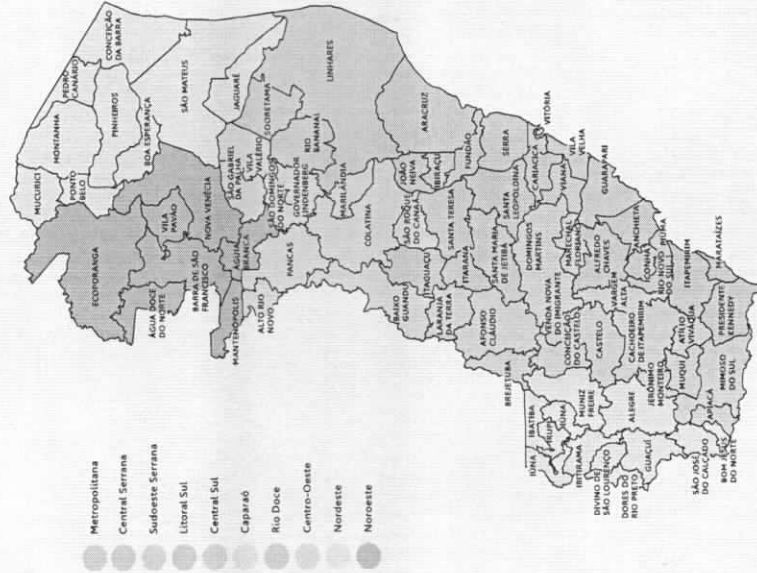 Metropolitana
Central Serrana
Sudoeste Serrana
Litoral Sul
Central Sul
Caparaó
Rio Doce
Centro-Oeste
Nordeste
Noroeste
MUCURICI
MONTANHA
PEDRO
CANÁRIO
CONCEIÇÃO
DA BARRA
PONTO
BELO
PINHEIROS
ECOPORANGA
BOA ESPERANÇA
SÃO MATEUS
VILA
PAVÃO
NOVA VENÉCIA
JAGUARÉ
ÁGUA DOCE
DO NORTE
BARRA DE SÃO
FRANCISCO
SÃO GABRIEL
DA PALHA
VILA
VALÉRIO
SOORETAMA
LINHARES
MANTENÓPOLIS
ÁGUIA
BRANCA
SÃO DOMINGOS
DO NORTE
RIO
BANANAL
ALTO RIO
NOVO
PANCAS
GOVERNADOR
LINDENBERG
MARILÂNDIA
COLATINA
ARACRUZ
BAIXO
GUANDU
SÃO ROQUE
DO CANAÃ
JOÃO
NEIVA
IBIRAÇU
ITAGUAÇU
LARANJA
DA TERRA
ITARANA
SANTA TERESA
FUNDÃO
AFONSO
CLÁUDIO
SANTA MARIA
DE JETIBÁ
SANTA
LEOPOLDINA
SERRA
BREJETUBA
DOMINGOS
MARTINS
CARIACICA
VITÓRIA
VENDA NOVA
DO IMIGRANTE
VIANA
VILA
VELHA
CONCEIÇÃO
DO CASTELO
MARECHAL
FLORIANO
IBATIBA
IÚNA
IRUPI
IÚNA
MUNIZ
FREIRE
CASTELO
ALFREDO
CHAVES
GUARAPARI
VARGEM
ALTA
ANCHIETA
IBITIRAMA
CACHOEIRO
DE ITAPEMIRIM
ICONHA
PIÚMA
RIO NOVO
DO SUL
DIVINO DE
SÃO LOURENÇO
ALEGRE
ITAPEMIRIM
DORES DO
RIO PRETO
JERÔNIMO
MONTEIRO
ATÍLIO
VIVÁCQUA
MARATAÍZES
GUAÇUÍ
MUQUI
PRESIDENTE
KENNEDY
SÃO JOSÉ
DO CALÇADO
APIACÁ
MIMOSO
DO SUL
BOM JESUS
DO NORTE